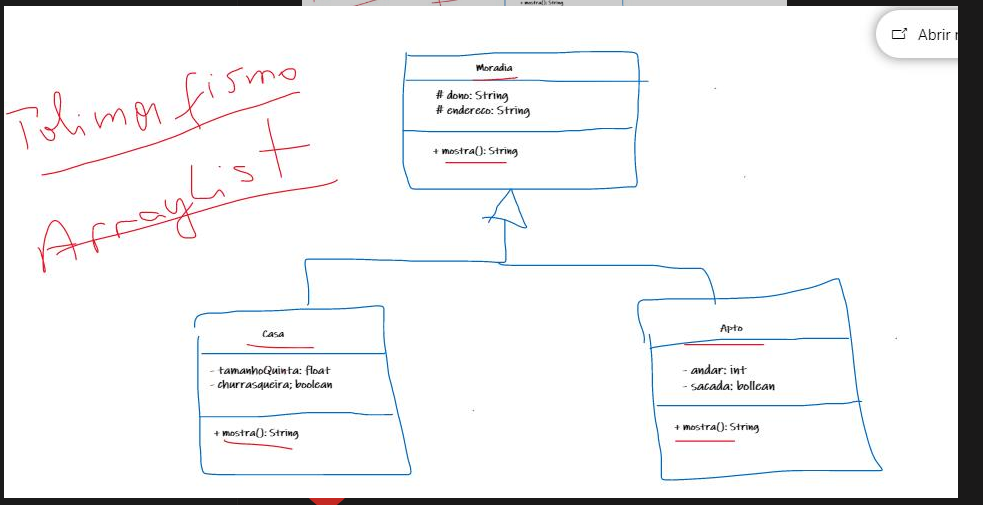 + mostra(): String
Abrir
Polimorfismo
ArrayList
Moradia
# dono: String
# endereco: String
+ mostra(): String
Casa
- tamanhoQuinta: float
- churrasqueira; boolean
+ mostra(): String
Apto
- andar: int
- sacada: bollean
+ mostra(): String